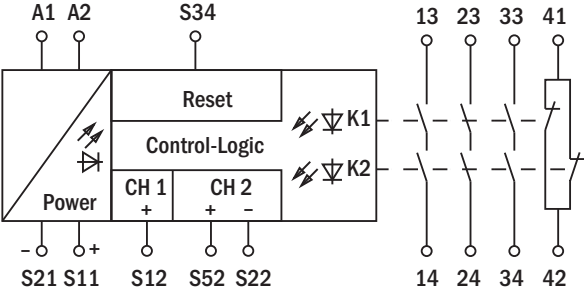 A1 A2 S34 13 23 33 41
Reset
K1
Control-Logic
K2
CH 1 CH 2
Power + + –
– +
S21 S11 S12 S52 S22 14 24 34 42